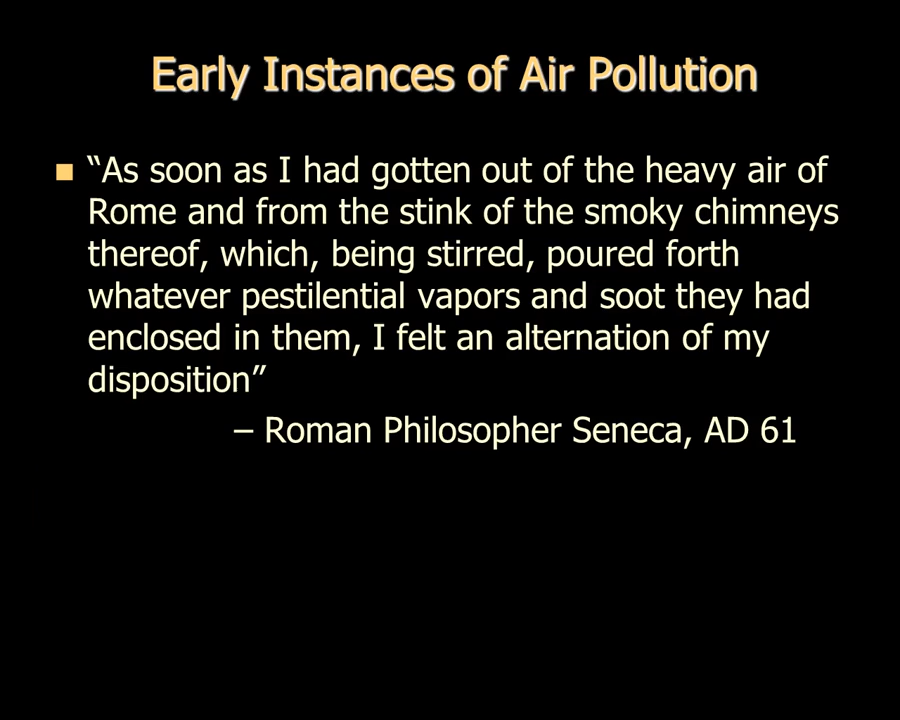 Early Instances of Air Pollution
“As soon as I had gotten out of the heavy air of
Rome and from the stink of the smoky chimneys
thereof, which, being stirred, poured forth
whatever pestilential vapors and soot they had
enclosed in them, I felt an alternation of my
disposition”
– Roman Philosopher Seneca, AD 61